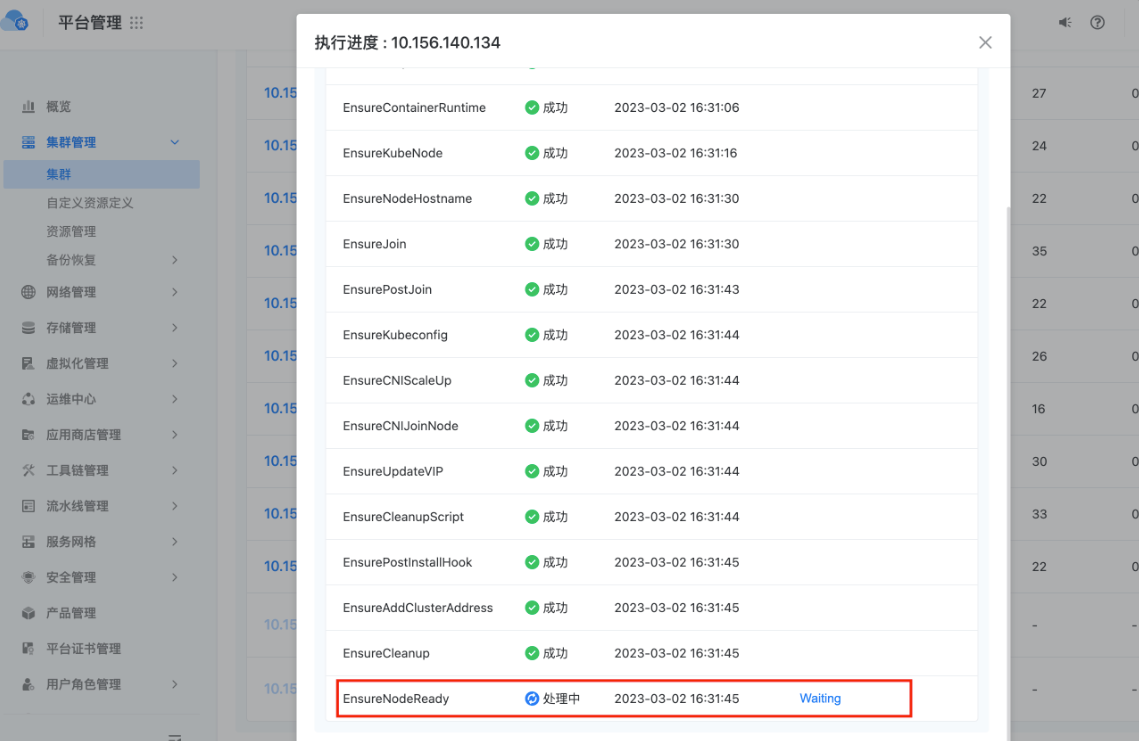 平台管理
执行进度 : 10.156.140.134
概览
集群管理
集群
自定义资源定义
资源管理
备份恢复
网络管理
存储管理
虚拟化管理
运维中心
应用商店管理
工具链管理
流水线管理
服务网格
安全管理
产品管理
平台证书管理
用户角色管理
10.15
10.15
10.15
10.15
10.15
10.15
10.15
10.15
10.15
10.15
10.15
10.15
EnsureContainerRuntime 成功 2023-03-02 16:31:06
EnsureKubeNode 成功 2023-03-02 16:31:16
EnsureNodeHostname 成功 2023-03-02 16:31:30
EnsureJoin 成功 2023-03-02 16:31:30
EnsurePostJoin 成功 2023-03-02 16:31:43
EnsureKubeconfig 成功 2023-03-02 16:31:44
EnsureCNIScaleUp 成功 2023-03-02 16:31:44
EnsureCNIJoinNode 成功 2023-03-02 16:31:44
EnsureUpdateVIP 成功 2023-03-02 16:31:44
EnsureCleanupScript 成功 2023-03-02 16:31:44
EnsurePostInstallHook 成功 2023-03-02 16:31:45
EnsureAddClusterAddress 成功 2023-03-02 16:31:45
EnsureCleanup 成功 2023-03-02 16:31:45
EnsureNodeReady 处理中 2023-03-02 16:31:45 Waiting
27 0
24 0
22 0
35 0
22 0
26 0
16 0
30 0
33 0
22 0
- -
- -